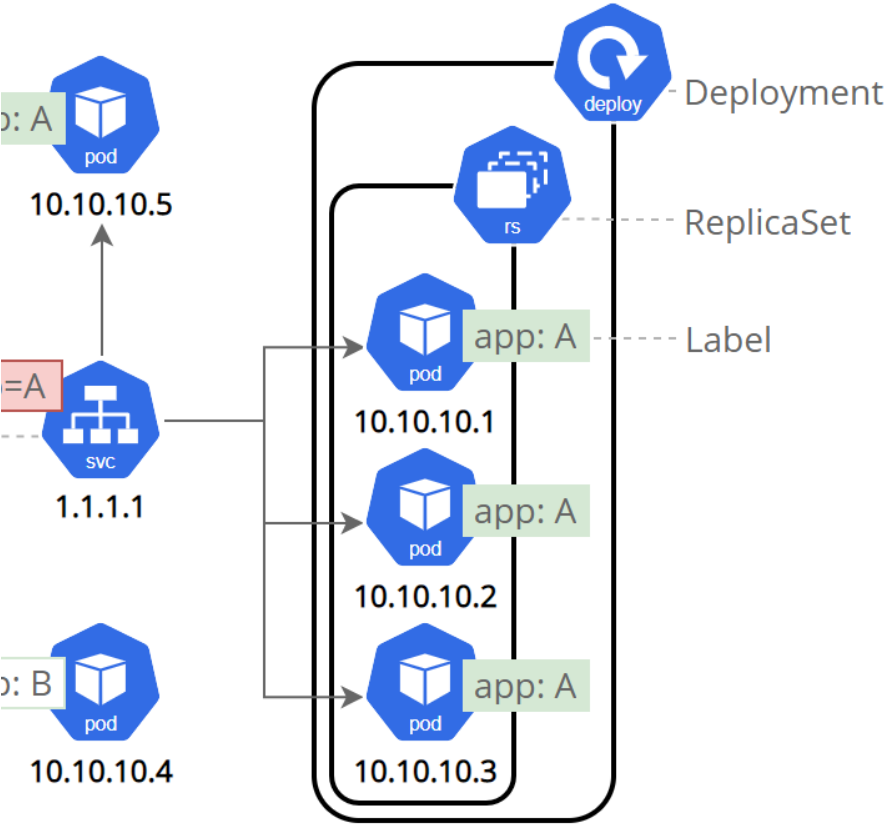 deploy
Deployment
p: A
pod
10.10.10.5
rs
ReplicaSet
pod
app: A
Label
10.10.10.1
=A
svc
1.1.1.1
pod
app: A
10.10.10.2
p: B
pod
10.10.10.4
pod
app: A
10.10.10.3